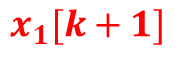 x₁[k + 1]